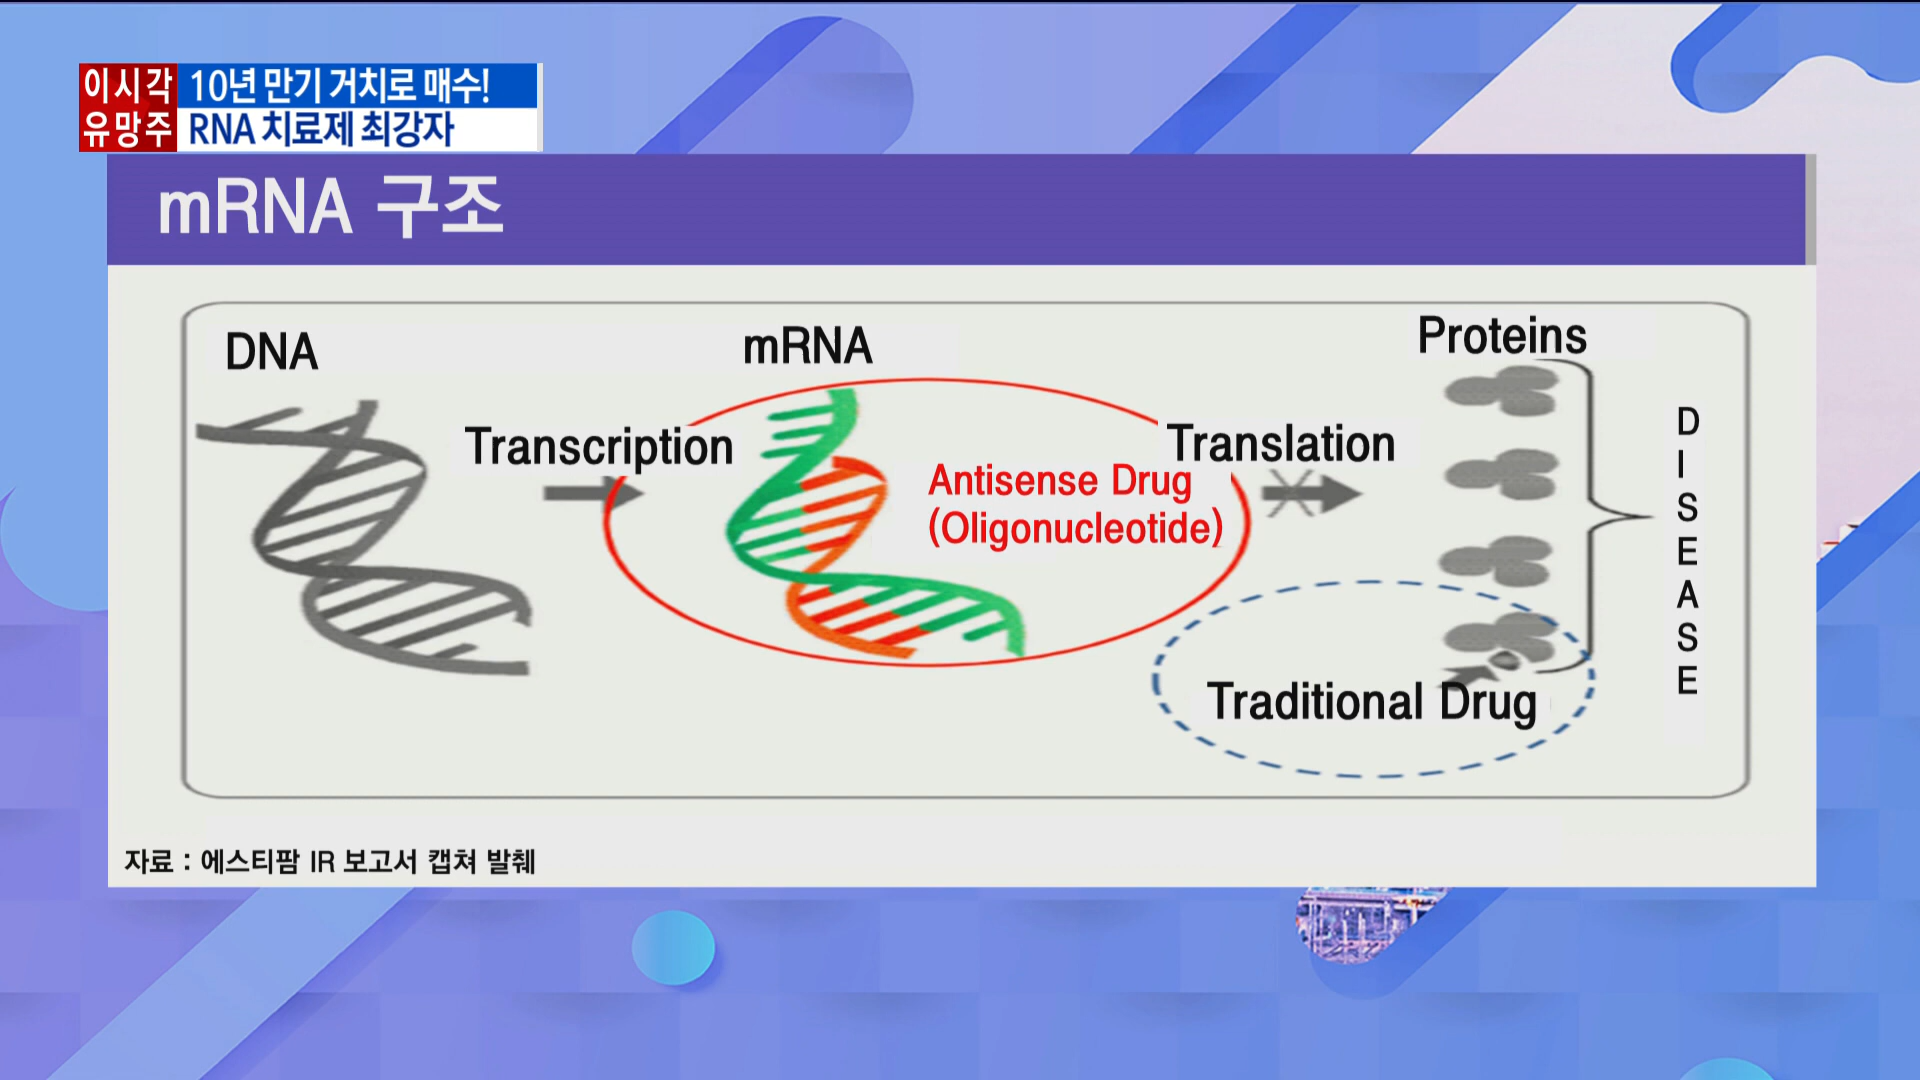 이시각
유망주
10년 만기 거치로 매수!
RNA 치료제 최강자
mRNA 구조
DNA
mRNA
Proteins
Transcription
Translation
Antisense Drug
(Oligonucleotide)
Traditional Drug
D
I
S
E
A
S
E
자료 : 에스티팜 IR 보고서 캡쳐 발췌